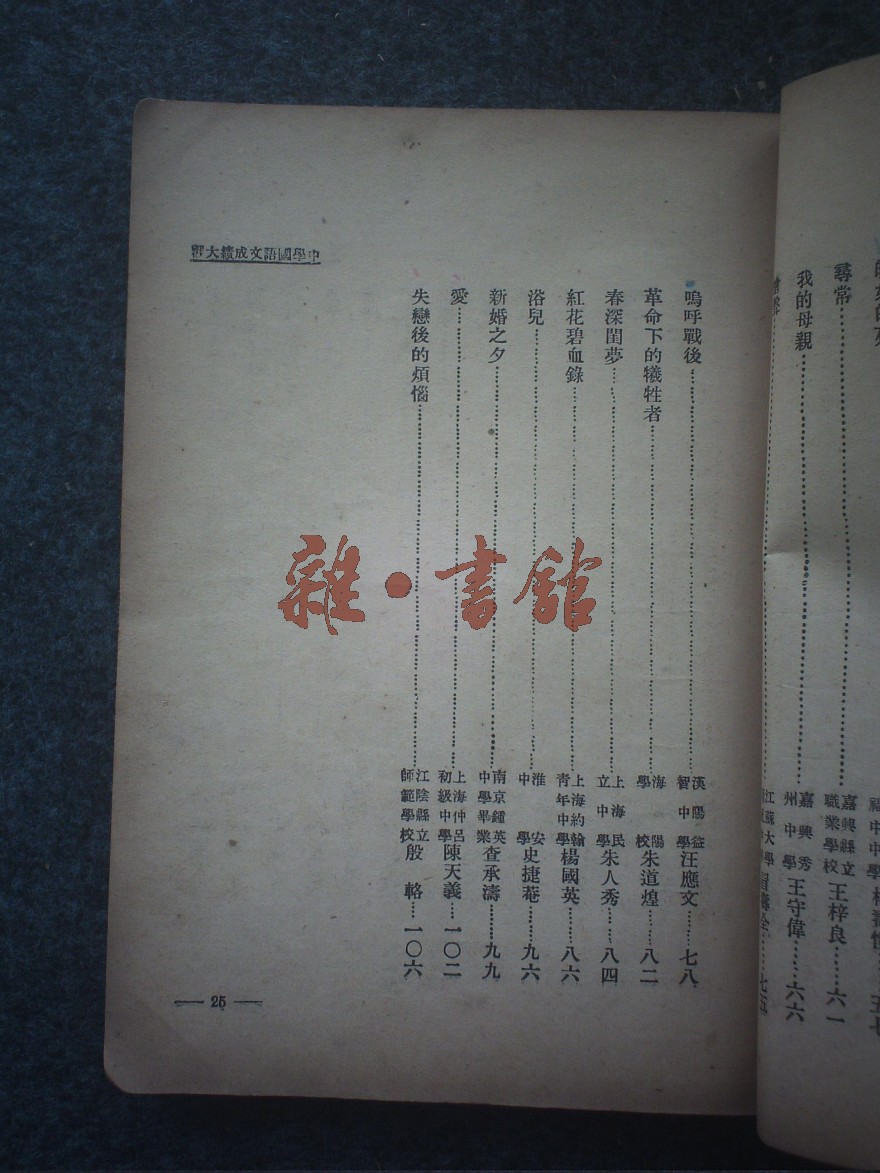 尋常……嘉興縣立職業學校 王梓良……六一
我的母親……嘉興秀州中學 王守偉……六六
嗚呼戰後……漢陽益智中學 汪應文……七八
革命下的犧牲者……海陽學校 朱道煌……八二
春深閨夢……上海民立中學 朱人秀……八四
紅花碧血錄……上海約翰青年中學 楊國英……八六
浴兒……淮安中學 史捷菴……九六
新婚之夕……南京鍾英中學畢業 查承濤……九九
愛……上海仲呂初級中學 陳天義……一〇二
失戀後的煩惱……江陰縣立師範學校 殷輅……一〇六
中學國語文成績大觀
— 25 —
雜·書館